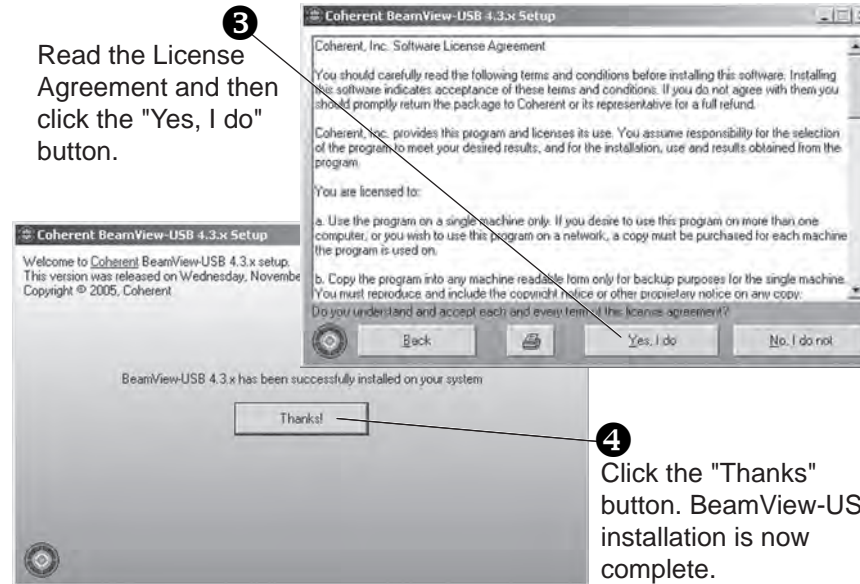 3
Read the License
Agreement and then
click the "Yes, I do"
button.
Coherent BeamView-USB 4.3.x Setup
Coherent, Inc. Software License Agreement
You should carefully read the following terms and conditions before installing this software. Installing
this software indicates acceptance of these terms and conditions. If you do not agree with them you
should promptly return the package to Coherent or its representative for a full refund.
Coherent, Inc. provides this program and licenses its use. You assume responsibility for the selection
of the program to meet your desired results, and for the installation, use and results obtained from the
program.
You are licensed to:
a. Use the program on a single machine only. If you desire to use this program on more than one
computer, or you wish to use this program on a network, a copy must be purchased for each machine
the program is used on.
b. Copy the program into any machine readable form only for backup purposes for the single machine.
You must reproduce and include the copyright notice or other proprietary notice on any copy.
Do you understand and accept each and every term of this license agreement?
Back
Yes, I do
No, I do not
Coherent BeamView-USB 4.3.x Setup
Welcome to Coherent BeamView-USB 4.3.x setup.
This version was released on Wednesday, Novembe
Copyright © 2005, Coherent
BeamView-USB 4.3.x has been successfully installed on your system
Thanks!
4
Click the "Thanks"
button. BeamView-US
installation is now
complete.